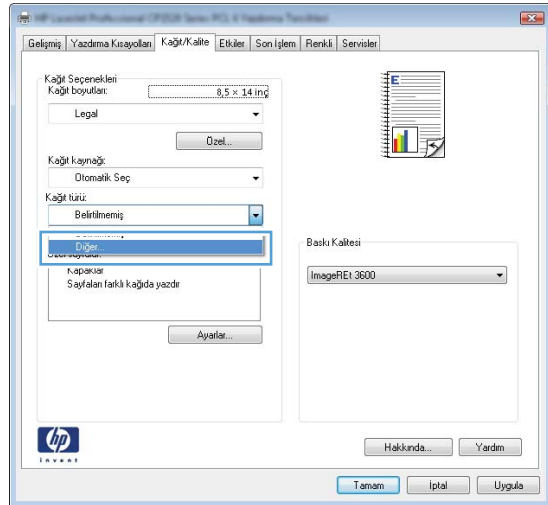 Gelişmiş Yazdırma Kısayolları Kağıt/Kalite Etkiler Son İşlem Renkli Servisler
Kağıt Seçenekleri
Kağıt boyutları: 8,5 × 14 inç
Legal
Özel...
Kağıt kaynağı:
Otomatik Seç
Kağıt türü:
Belirtilmemiş
Diğer...
Kapaklar
Sayfaları farklı kağıda yazdır
Ayarlar...
E
Baskı Kalitesi
ImageREt 3600
hp
invent
Hakkında... Yardım
Tamam İptal Uygula